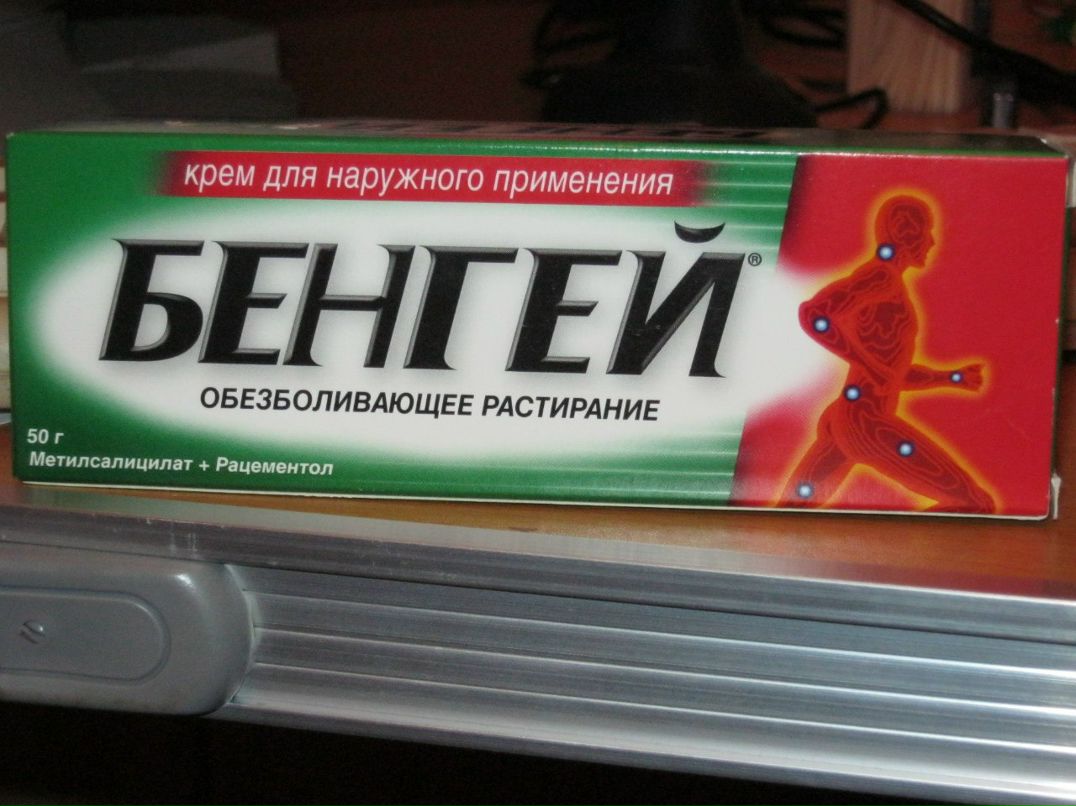 крем для наружного применения
БЕНГЕЙ®
ОБЕЗБОЛИВАЮЩЕЕ РАСТИРАНИЕ
50 г
Метилсалицилат + Рацементол